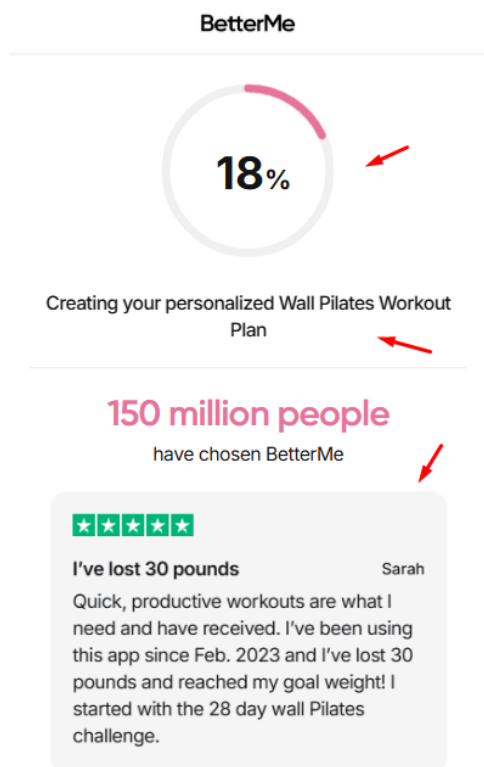 BetterMe
18%
Creating your personalized Wall Pilates Workout
Plan
150 million people
have chosen BetterMe
I've lost 30 pounds Sarah
Quick, productive workouts are what I
need and have received. I've been using
this app since Feb. 2023 and I've lost 30
pounds and reached my goal weight! I
started with the 28 day wall Pilates
challenge.